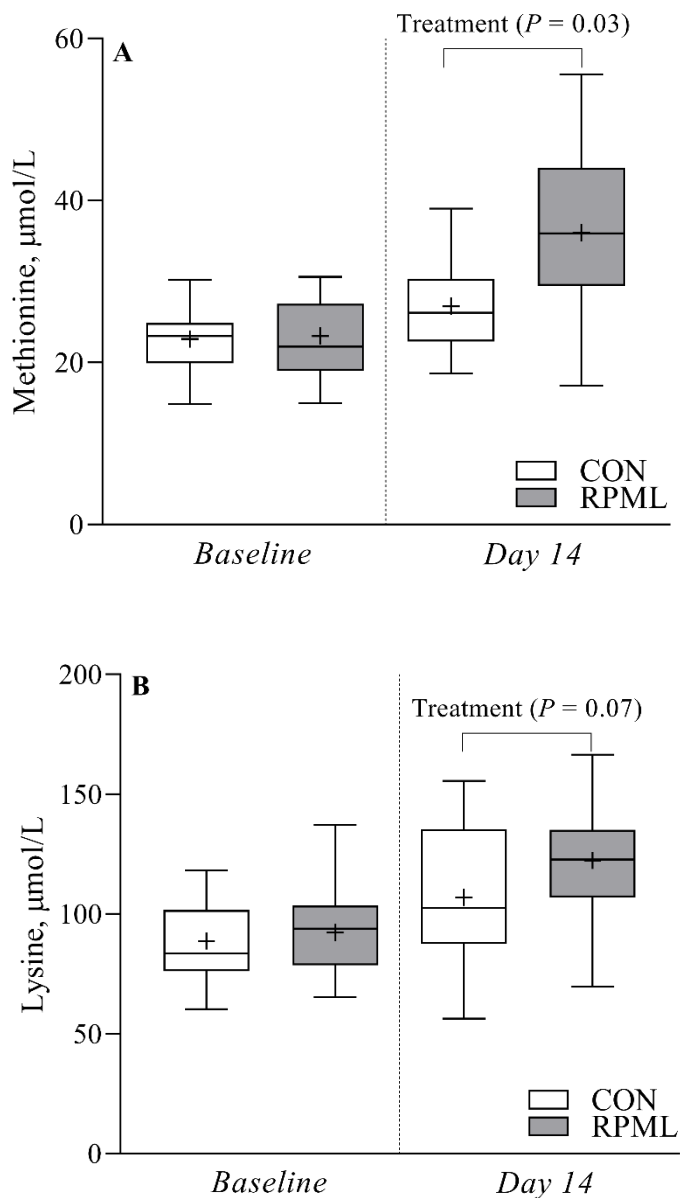 Treatment (P = 0.03)
A
60
40
20
0
Methionine, μmol/L
CON
RPML
Baseline
Day 14
B
Treatment (P = 0.07)
200
150
100
50
0
Lysine, μmol/L
CON
RPML
Baseline
Day 14